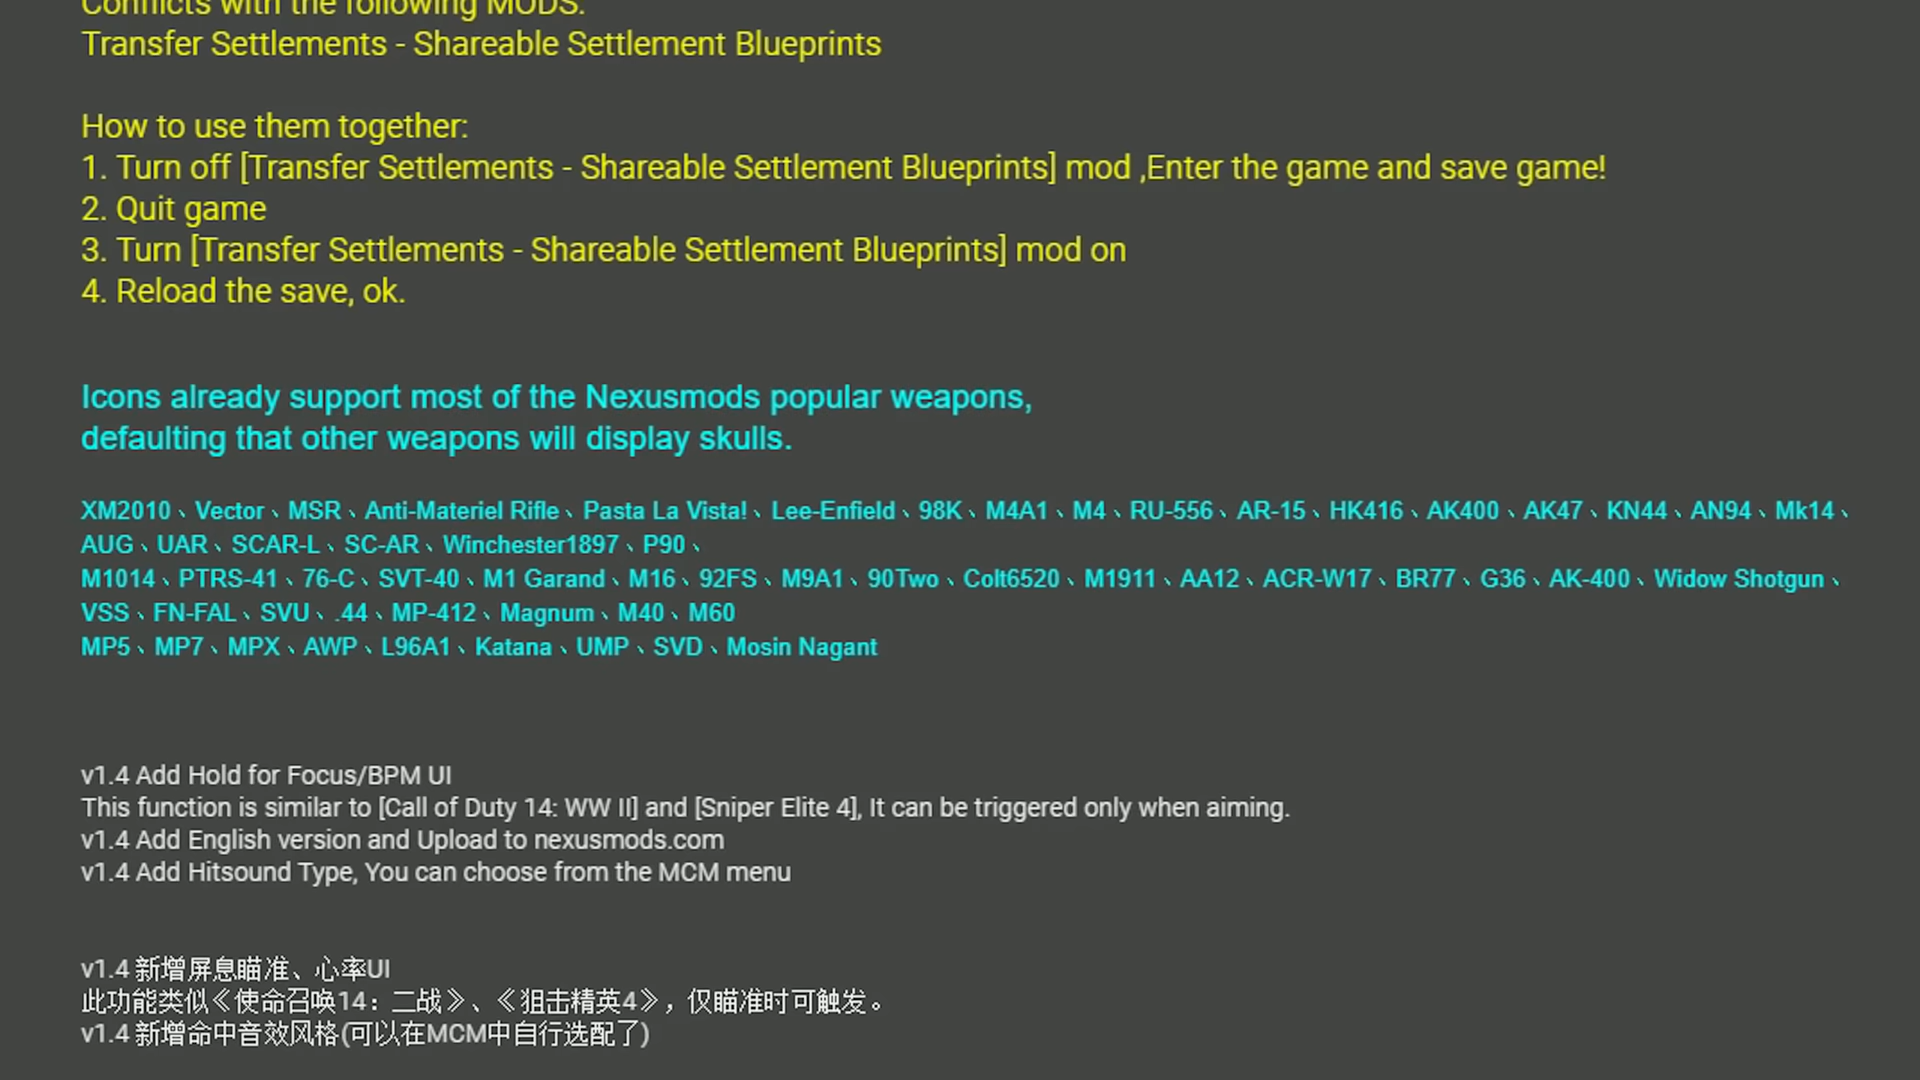 Conflicts with the following MODS:
Transfer Settlements - Shareable Settlement Blueprints
How to use them together:
1. Turn off [Transfer Settlements - Shareable Settlement Blueprints] mod ,Enter the game and save game!
2. Quit game
3. Turn [Transfer Settlements - Shareable Settlement Blueprints] mod on
4. Reload the save, ok.
Icons already support most of the Nexusmods popular weapons,
defaulting that other weapons will display skulls.
XM2010、Vector、MSR、Anti-Materiel Rifle、Pasta La Vista!、Lee-Enfield、98K、M4A1、M4、RU-556、AR-15、HK416、AK400、AK47、KN44、AN94、Mk14、
AUG、UAR、SCAR-L、SC-AR、Winchester1897、P90、
M1014、PTRS-41、76-C、SVT-40、M1 Garand、M16、92FS、M9A1、90Two、Colt6520、M1911、AA12、ACR-W17、BR77、G36、AK-400、Widow Shotgun、
VSS、FN-FAL、SVU、.44、MP-412、Magnum、M40、M60
MP5、MP7、MPX、AWP、L96A1、Katana、UMP、SVD、Mosin Nagant
v1.4 Add Hold for Focus/BPM UI
This function is similar to [Call of Duty 14: WW II] and [Sniper Elite 4], It can be triggered only when aiming.
v1.4 Add English version and Upload to nexusmods.com
v1.4 Add Hitsound Type, You can choose from the MCM menu
v1.4 新增屏息瞄准、心率UI
此功能类似《使命召唤14：二战》、《狙击精英4》，仅瞄准时可触发。
v1.4 新增命中音效风格(可以在MCM中自行选配了)